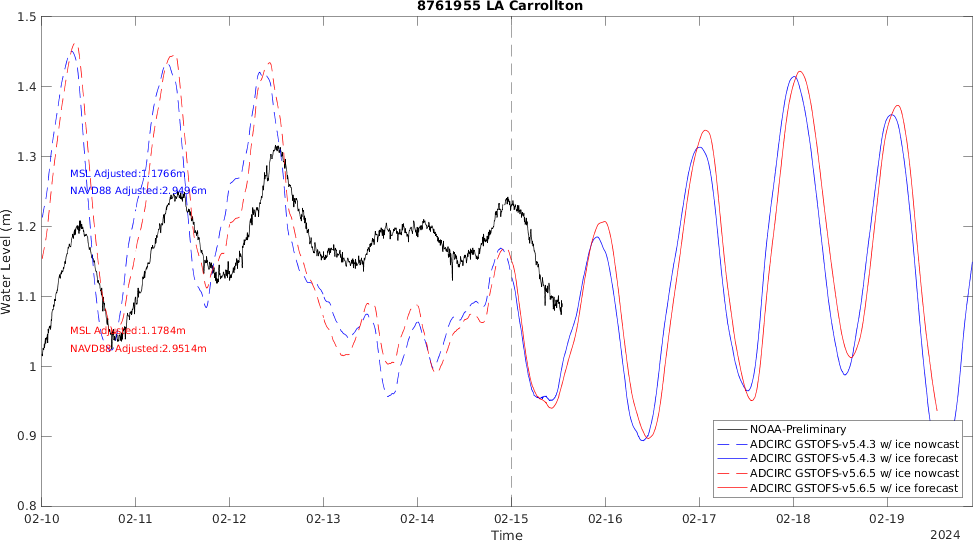 8761955 LA Carrollton
1.5
1.4
1.3
1.2
1.1
1
0.9
0.8
Water Level (m)
MSL Adjusted:1.1766m
NAVD88 Adjusted:2.9496m
MSL Adjusted:1.1784m
NAVD88 Adjusted:2.9514m
NOAA-Preliminary
ADCIRC GSTOFS-v5.4.3 w/ ice nowcast
ADCIRC GSTOFS-v5.4.3 w/ ice forecast
ADCIRC GSTOFS-v5.6.5 w/ ice nowcast
ADCIRC GSTOFS-v5.6.5 w/ ice forecast
02-10 02-11 02-12 02-13 02-14 02-15 02-16 02-17 02-18 02-19
Time
2024